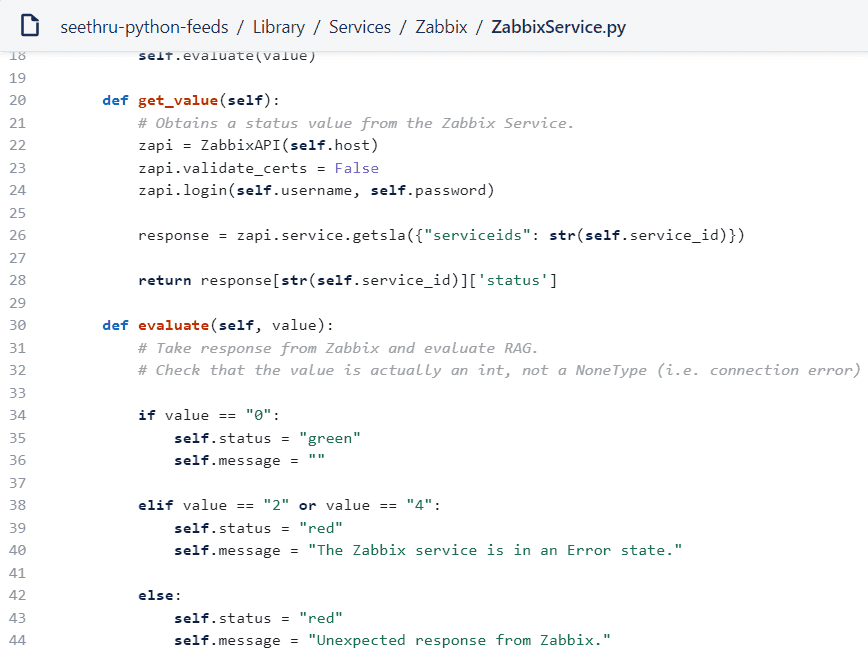 seethru-python-feeds / Library / Services / Zabbix / ZabbixService.py
18 self.evaluate(value)
19
20 def get_value(self):
21 # Obtains a status value from the Zabbix Service.
22 zapi = ZabbixAPI(self.host)
23 zapi.validate_certs = False
24 zapi.login(self.username, self.password)
25
26 response = zapi.service.getsla({"serviceids": str(self.service_id)})
27
28 return response[str(self.service_id)]['status']
29
30 def evaluate(self, value):
31 # Take response from Zabbix and evaluate RAG.
32 # Check that the value is actually an int, not a NoneType (i.e. connection error)
33
34 if value == "0":
35 self.status = "green"
36 self.message = ""
37
38 elif value == "2" or value == "4":
39 self.status = "red"
40 self.message = "The Zabbix service is in an Error state."
41
42 else:
43 self.status = "red"
44 self.message = "Unexpected response from Zabbix."